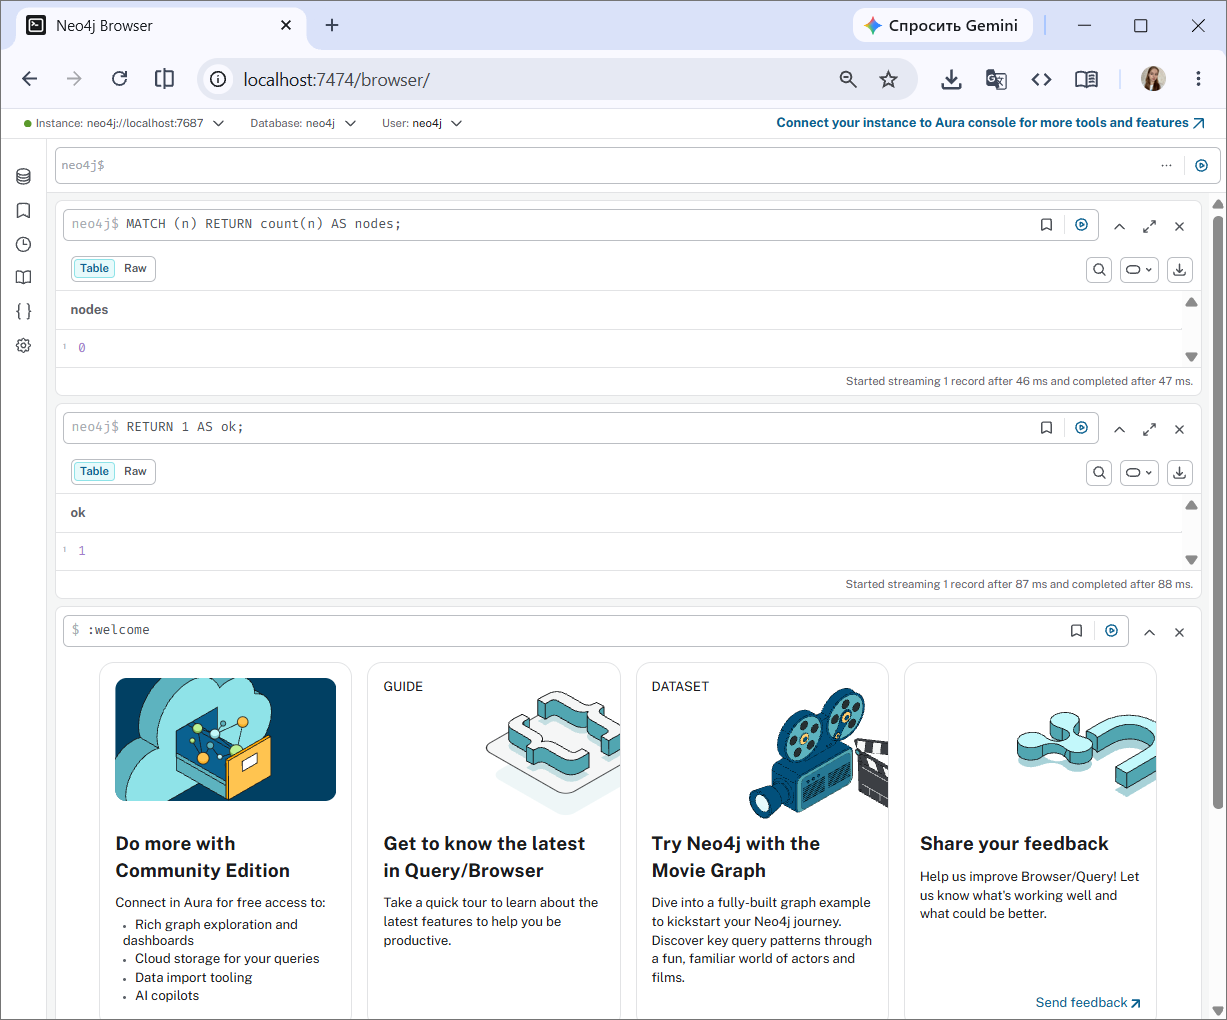 Neo4j Browser
Спросить Gemini
localhost:7474/browser/
Instance: neo4j://localhost:7687
Database: neo4j
User: neo4j
Connect your instance to Aura console for more tools and features
neo4j$
neo4j$ MATCH (n) RETURN count(n) AS nodes;
Table Raw
nodes
1 0
Started streaming 1 record after 46 ms and completed after 47 ms.
neo4j$ RETURN 1 AS ok;
Table Raw
ok
1 1
Started streaming 1 record after 87 ms and completed after 88 ms.
$ :welcome
Do more with
Community Edition
Connect in Aura for free access to:
• Rich graph exploration and
dashboards
• Cloud storage for your queries
• Data import tooling
• AI copilots
GUIDE
Get to know the latest
in Query/Browser
Take a quick tour to learn about the
latest features to help you be
productive.
DATASET
Try Neo4j with the
Movie Graph
Dive into a fully-built graph example
to kickstart your Neo4j journey.
Discover key query patterns through
a fun, familiar world of actors and
films.
Share your feedback
Help us improve Browser/Query! Let
us know what's working well and
what could be better.
Send feedback